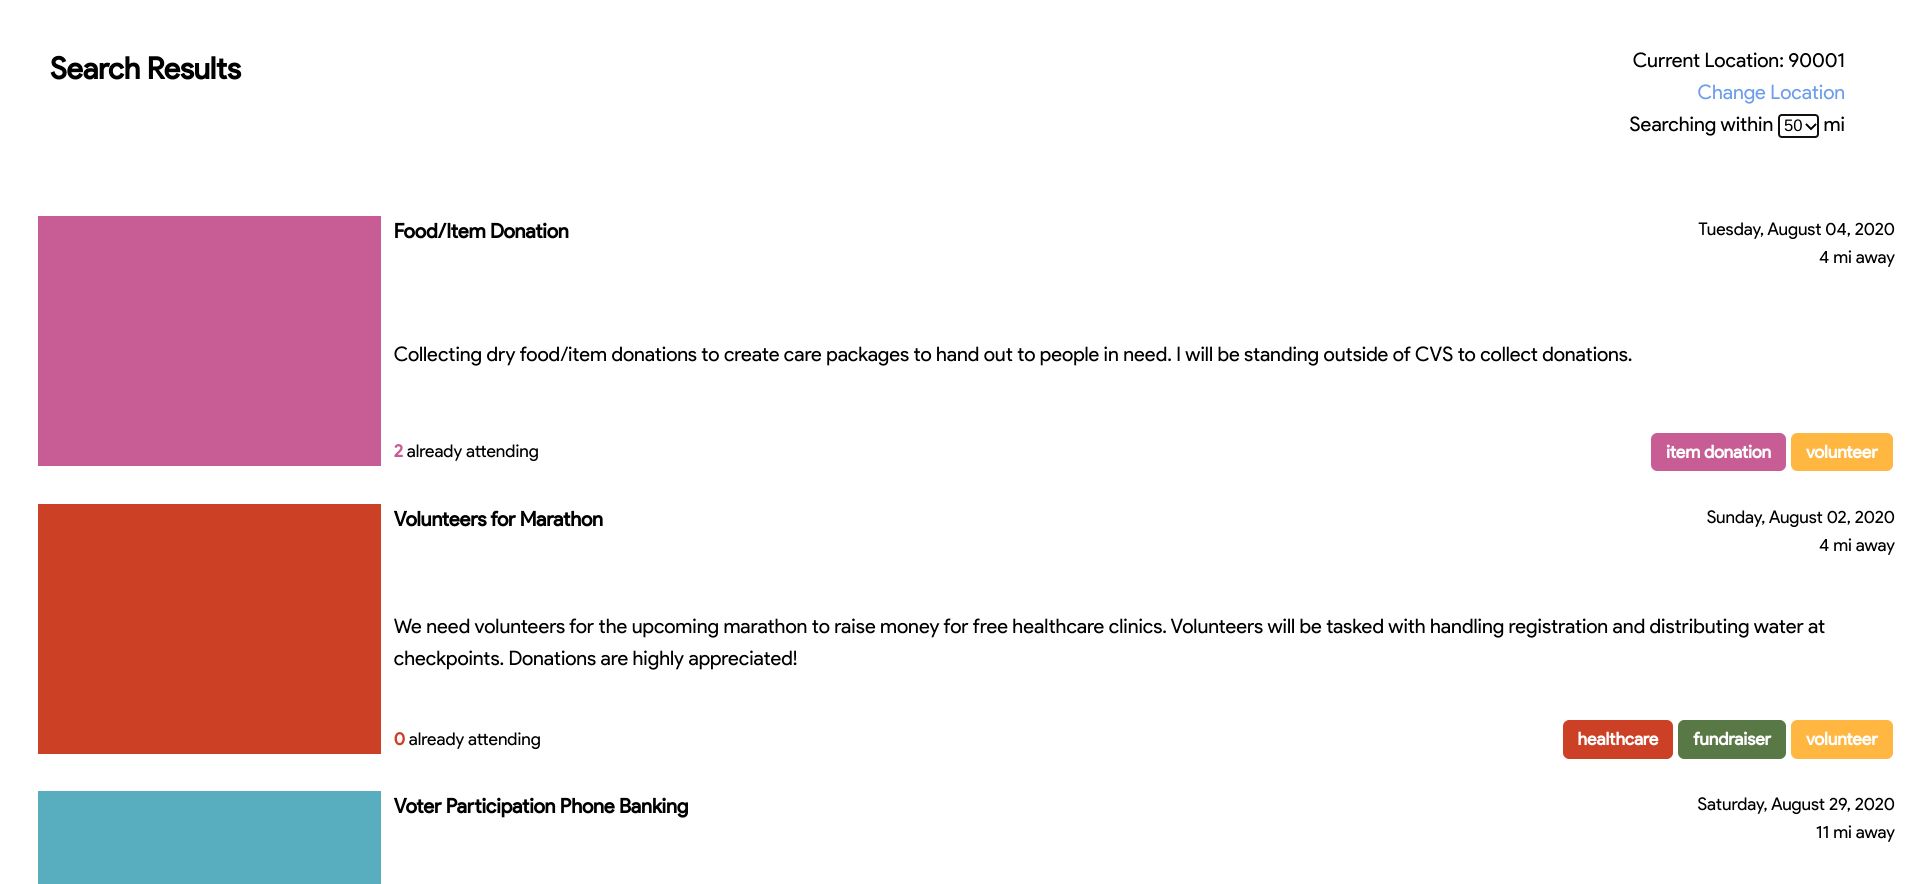 Search Results
Current Location: 90001
Change Location
Searching within 50 mi
Food/Item Donation
Tuesday, August 04, 2020
4 mi away
Collecting dry food/item donations to create care packages to hand out to people in need. I will be standing outside of CVS to collect donations.
2 already attending
item donation volunteer
Volunteers for Marathon
Sunday, August 02, 2020
4 mi away
We need volunteers for the upcoming marathon to raise money for free healthcare clinics. Volunteers will be tasked with handling registration and distributing water at
checkpoints. Donations are highly appreciated!
0 already attending
healthcare fundraiser volunteer
Voter Participation Phone Banking
Saturday, August 29, 2020
11 mi away